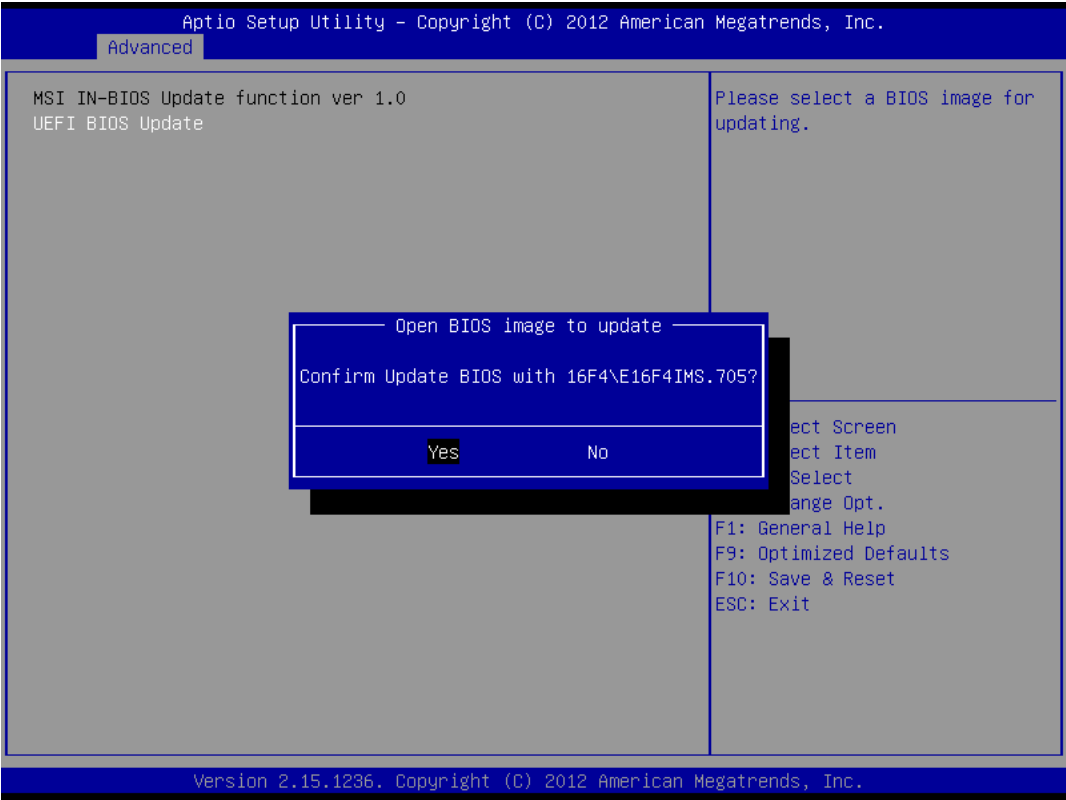 Aptio Setup Utility – Copyright (C) 2012 American Megatrends, Inc.
Advanced
MSI IN-BIOS Update function ver 1.0
UEFI BIOS Update
Please select a BIOS image for
updating.
Open BIOS image to update
Confirm Update BIOS with 16F4\E16F4IMS.705?
Yes No
ect Screen
ect Item
Select
ange Opt.
F1: General Help
F9: Optimized Defaults
F10: Save & Reset
ESC: Exit
Version 2.15.1236. Copyright (C) 2012 American Megatrends, Inc.